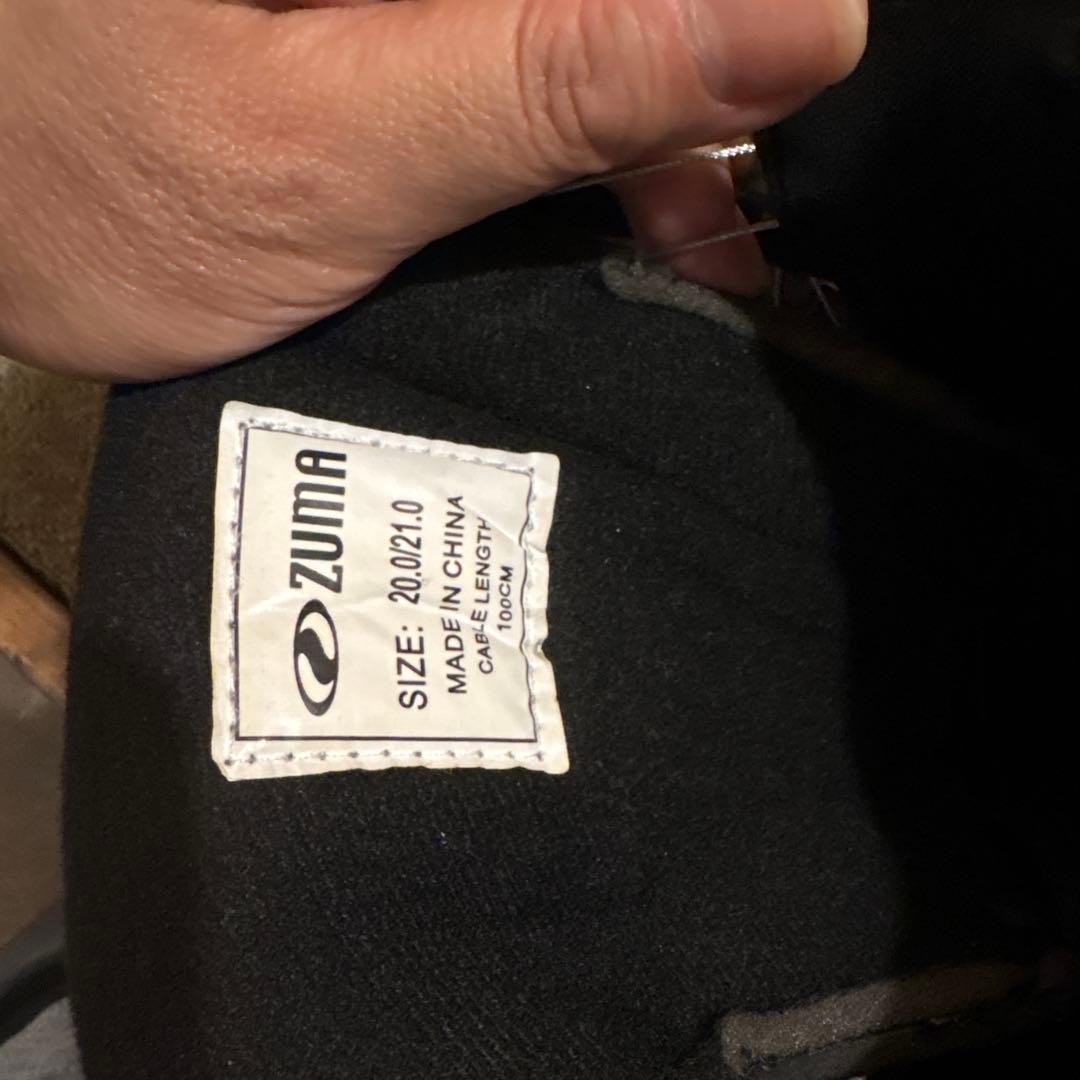 ZUMA
SIZE: 20.0/21.0
MADE IN CHINA
CABLE LENGTH
100CM